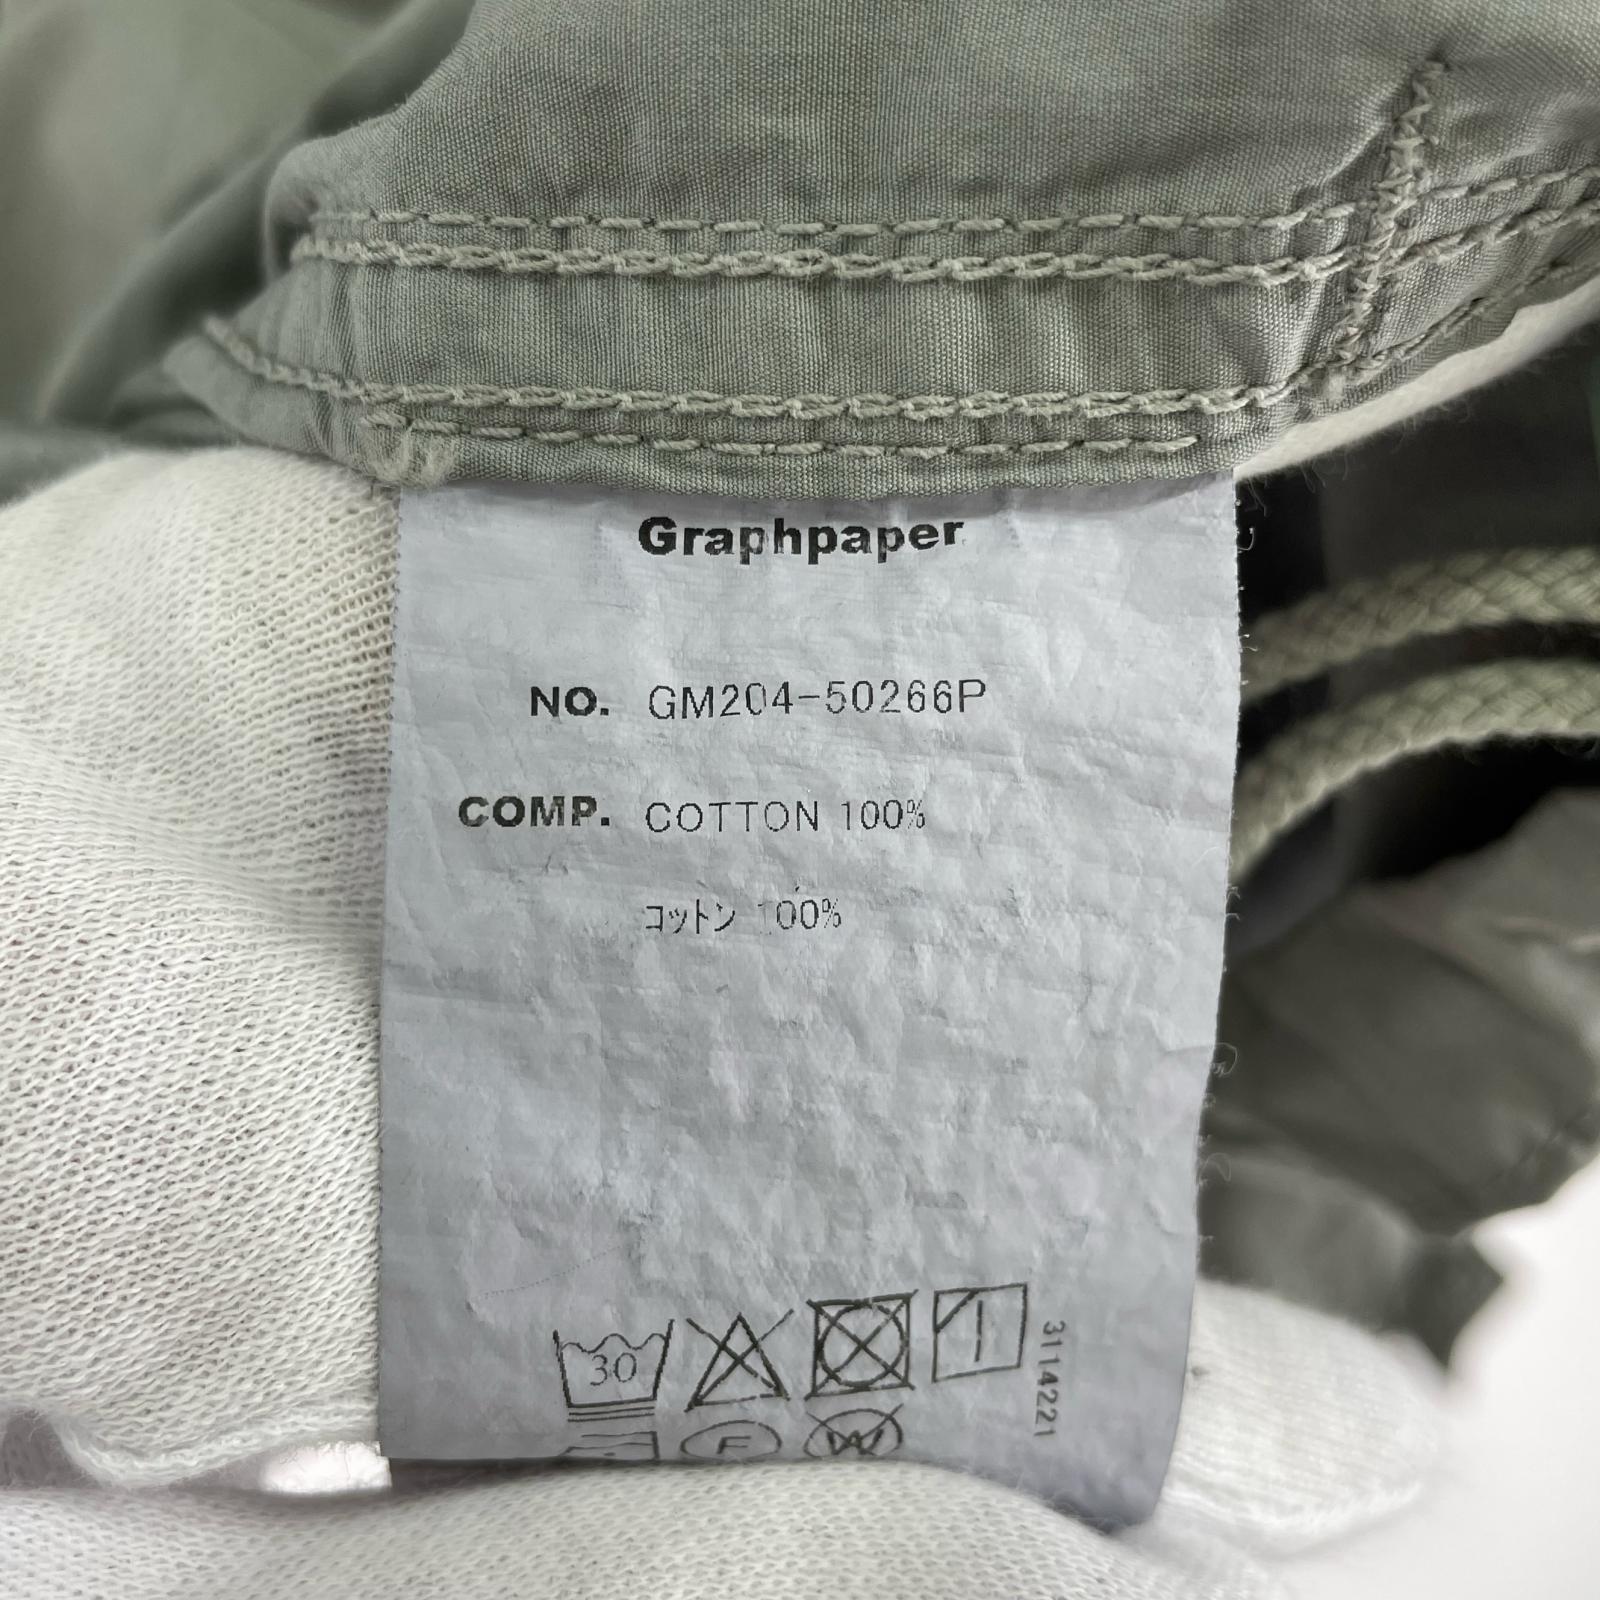 Graphpaper
NO. GM204-50266P
COMP. COTTON 100%
コットン 100%
30
3114221
F
W